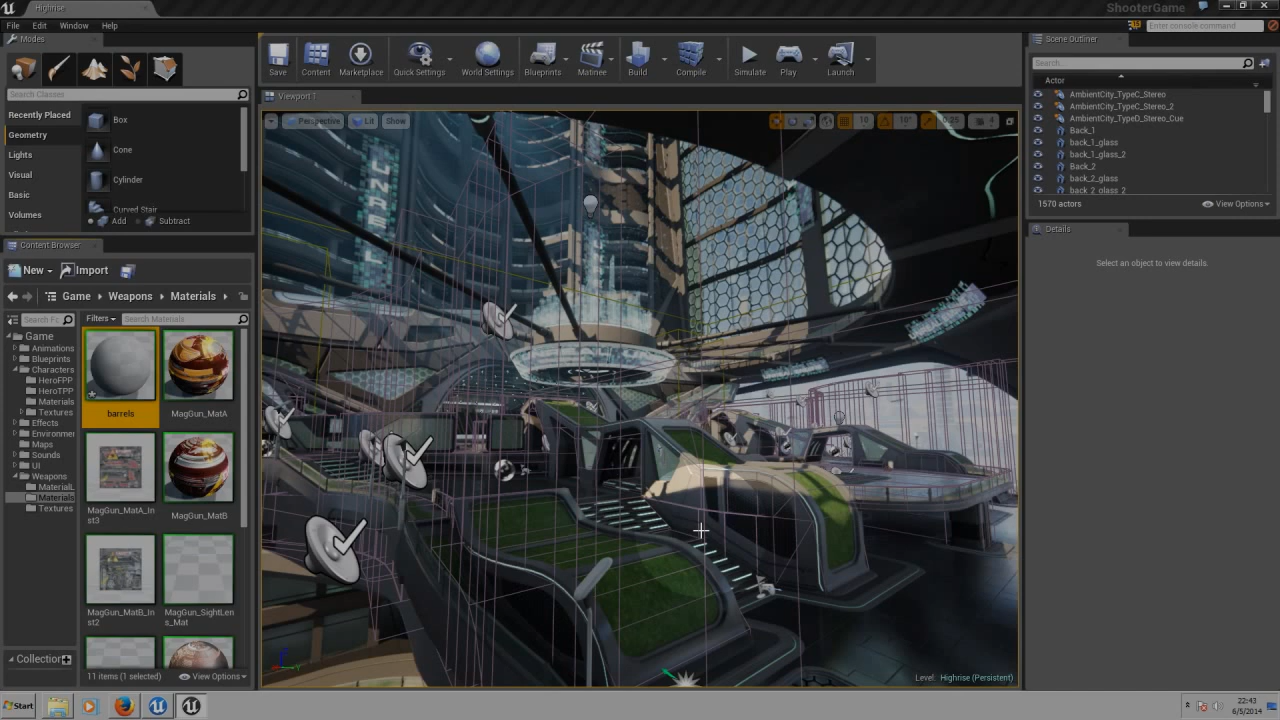 Highrise
ShooterGame
File Edit Window Help
Enter console command
Modes
Scene Outliner
Save Content Marketplace Quick Settings World Settings Blueprints Matinee Build Compile Simulate Play Launch
Search Classes
Viewport 1
Search...
Actor
Recently Placed
Geometry
Lights
Visual
Basic
Volumes
Box
Cone
Cylinder
Curved Stair
Add Subtract
Perspective Lit Show
10 10° 0.25 4
AmbientCity_TypeC_Stereo
AmbientCity_TypeC_Stereo_2
AmbientCity_TypeD_Stereo_Cue
Back_1
back_1_glass
back_1_glass_2
Back_2
back_2_glass
back_2_glass_2
1570 actors View Options
Details
Select an object to view details.
Content Browser
New Import
Game Weapons Materials
Filters Search Materials
Game
Animations
Blueprints
Characters
HeroFPP
HeroTPP
Materials
Textures
Effects
Environmer
Maps
Sounds
UI
Weapons
MaterialL
Materials
Textures
Collection
barrels
MagGun_MatA
MagGun_MatA_Inst3
MagGun_MatB
MagGun_MatB_Inst2
MagGun_SightLens_Mat
11 items (1 selected) View Options
Level: Highrise (Persistent)
Start
22:43
6/5/2014